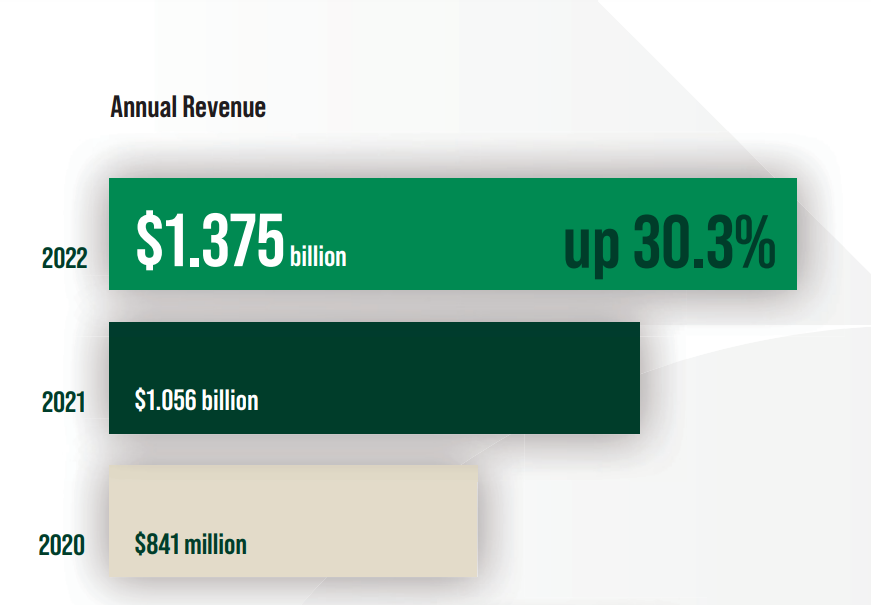 Annual Revenue
2022 $1.375 billion up 30.3%
2021 $1.056 billion
2020 $841 million